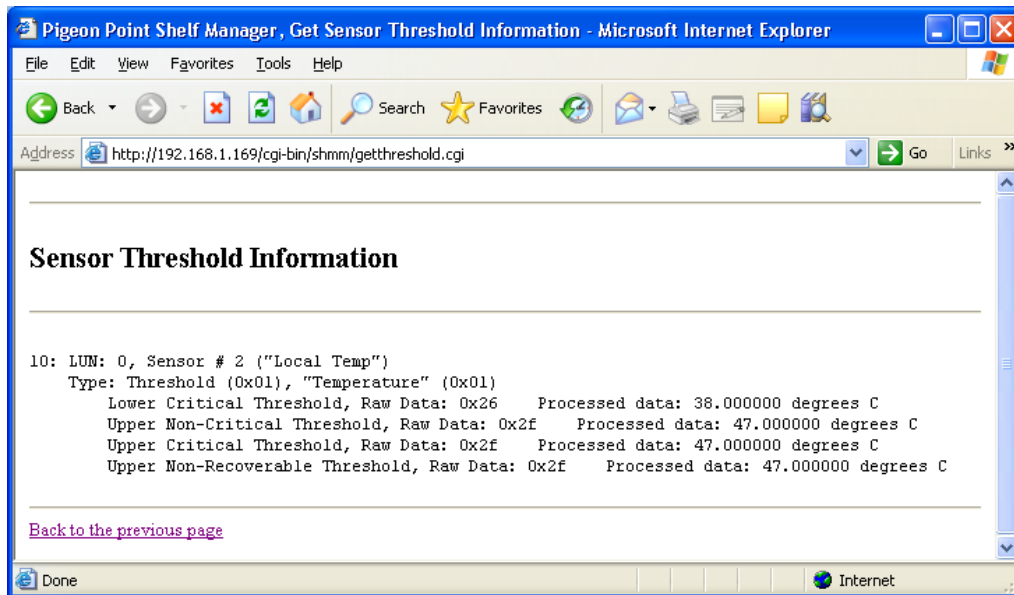 Pigeon Point Shelf Manager, Get Sensor Threshold Information - Microsoft Internet Explorer
File Edit View Favorites Tools Help
Back Search Favorites
Address http://192.168.1.169/cgi-bin/shmm/getthreshold.cgi Go Links »
Sensor Threshold Information
10: LUN: 0, Sensor # 2 ("Local Temp")
Type: Threshold (0x01), "Temperature" (0x01)
Lower Critical Threshold, Raw Data: 0x26 Processed data: 38.000000 degrees C
Upper Non-Critical Threshold, Raw Data: 0x2f Processed data: 47.000000 degrees C
Upper Critical Threshold, Raw Data: 0x2f Processed data: 47.000000 degrees C
Upper Non-Recoverable Threshold, Raw Data: 0x2f Processed data: 47.000000 degrees C
Back to the previous page
Done Internet